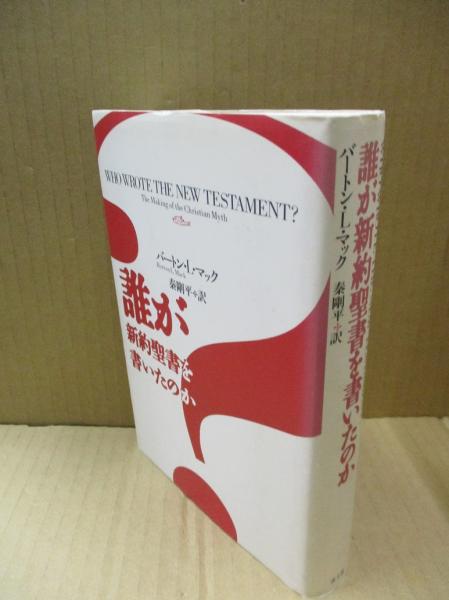 WHO WROTE THE NEW TESTAMENT?
The Making of the Christian Myth
バートン・L・マック
Burton L. Mack
秦剛平✢訳
誰が
新約聖書を
書いたのか
誰が新約聖書を書いたのか
バートン・L・マック
秦剛平✢訳